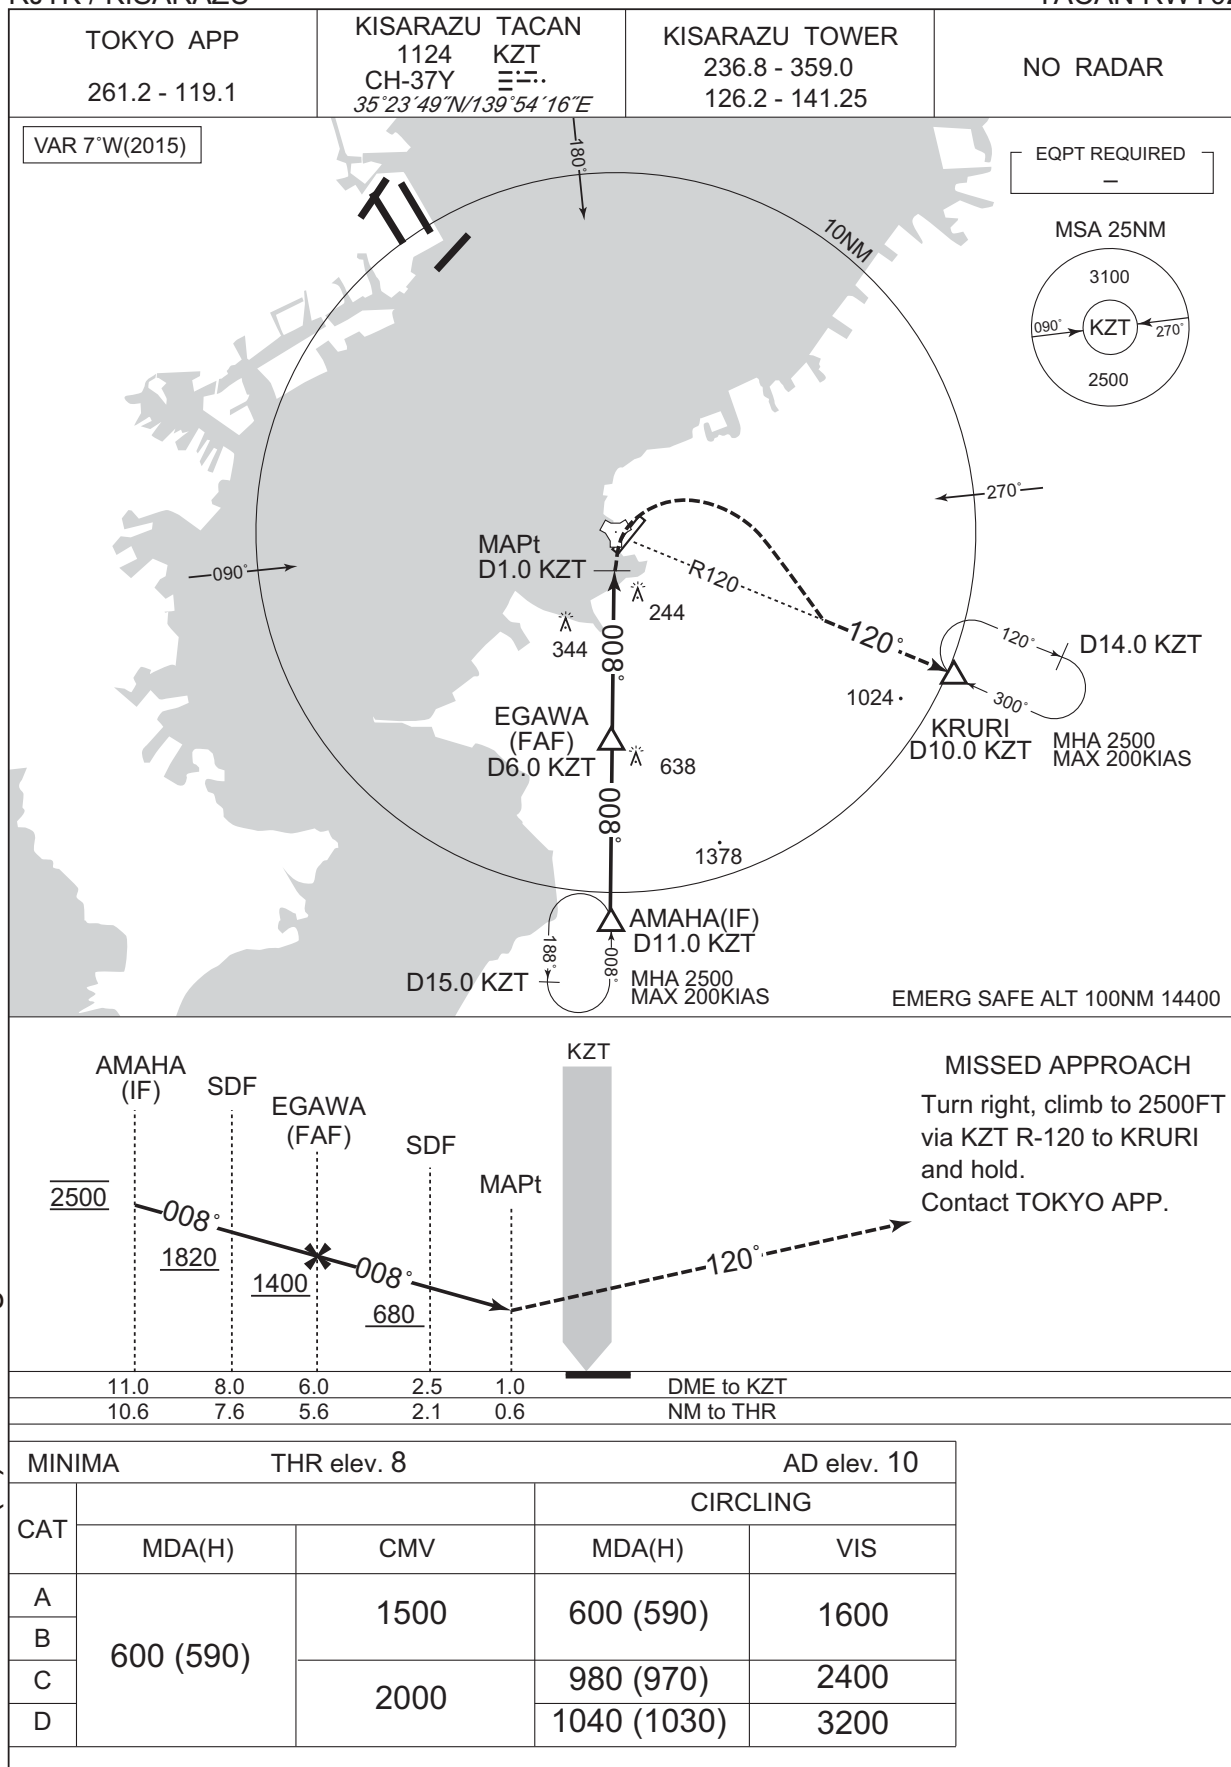 TOKYO APP
261.2 - 119.1
KISARAZU TACAN
1124 KZT
CH-37Y
35°23´49˝N/139°54´16˝E
KISARAZU TOWER
236.8 - 359.0
126.2 - 141.25
NO RADAR
VAR 7°W(2015)
EQPT REQUIRED
–
MSA 25NM
3100
090°
KZT
270°
2500
180°
10NM
270°
090°
MAPt
D1.0 KZT
R120
244
344
008°
120°
120°
D14.0 KZT
300°
1024
KRURI
D10.0 KZT
MHA 2500
MAX 200KIAS
EGAWA
(FAF)
D6.0 KZT
638
008°
1378
AMAHA(IF)
D11.0 KZT
188°
008°
D15.0 KZT
MHA 2500
MAX 200KIAS
EMERG SAFE ALT 100NM 14400
AMAHA
(IF)
SDF
EGAWA
(FAF)
SDF
MAPt
KZT
2500
008°
1820
1400
008°
680
120°
MISSED APPROACH
Turn right, climb to 2500FT
via KZT R-120 to KRURI
and hold.
Contact TOKYO APP.
11.0 8.0 6.0 2.5 1.0 DME to KZT
10.6 7.6 5.6 2.1 0.6 NM to THR
MINIMA THR elev. 8 AD elev. 10
CAT CIRCLING
MDA(H) CMV MDA(H) VIS
A
B
C
D
600 (590)
1500
2000
600 (590) 1600
980 (970) 2400
1040 (1030) 3200